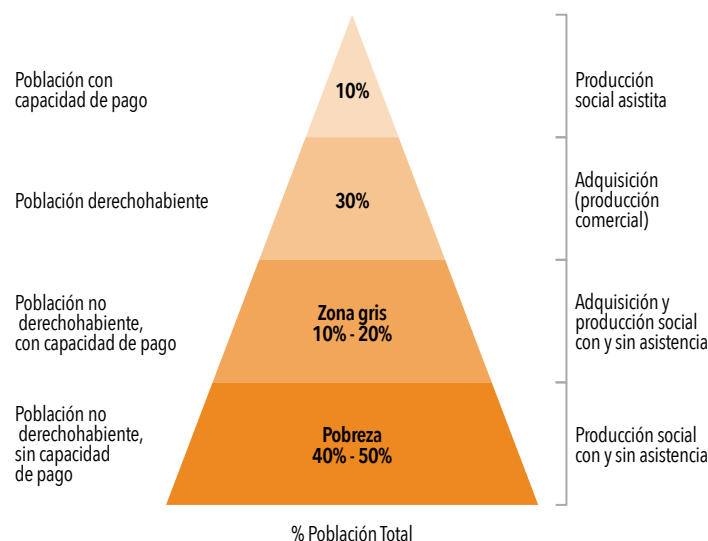 Población con
capacidad de pago
10%
Producción
social asistita
Población derechohabiente
30%
Adquisición
(producción
comercial)
Población no
derechohabiente,
con capacidad de pago
Zona gris
10% - 20%
Adquisición y
producción social
con y sin asistencia
Población no
derechohabiente,
sin capacidad
de pago
Pobreza
40% - 50%
Producción social
con y sin asistencia
% Población Total